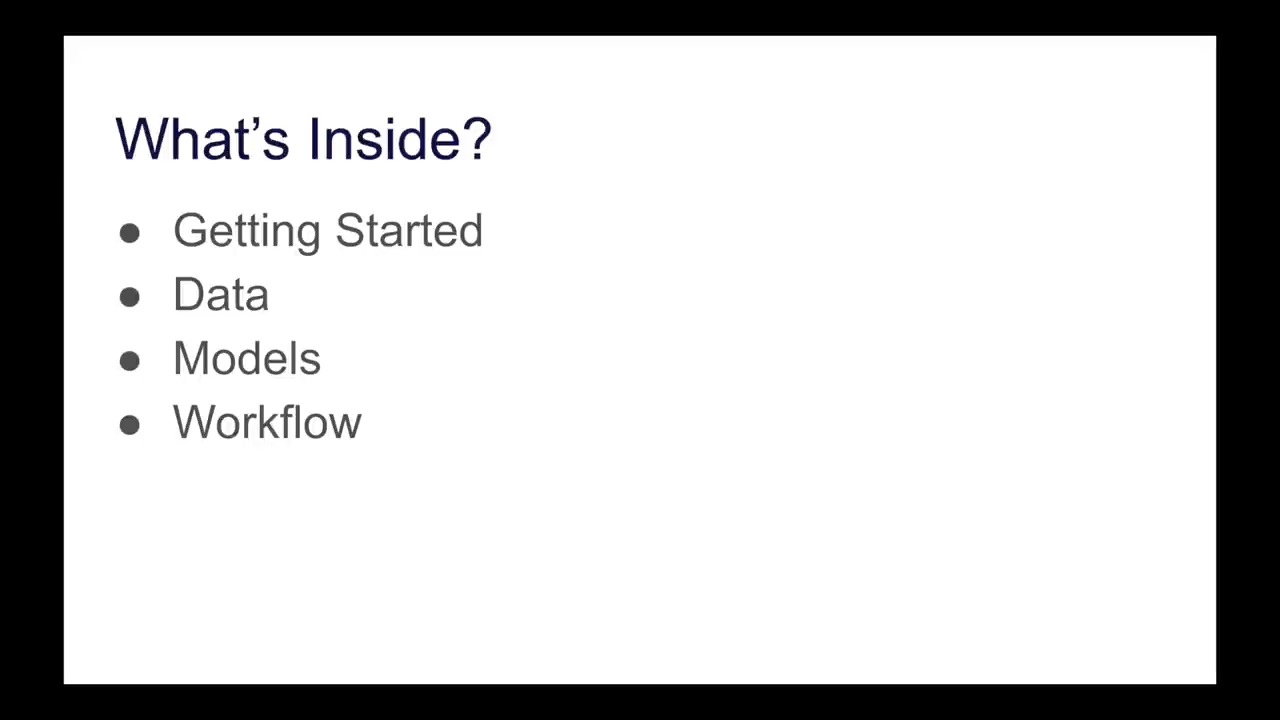 What’s Inside?
● Getting Started
● Data
● Models
● Workflow